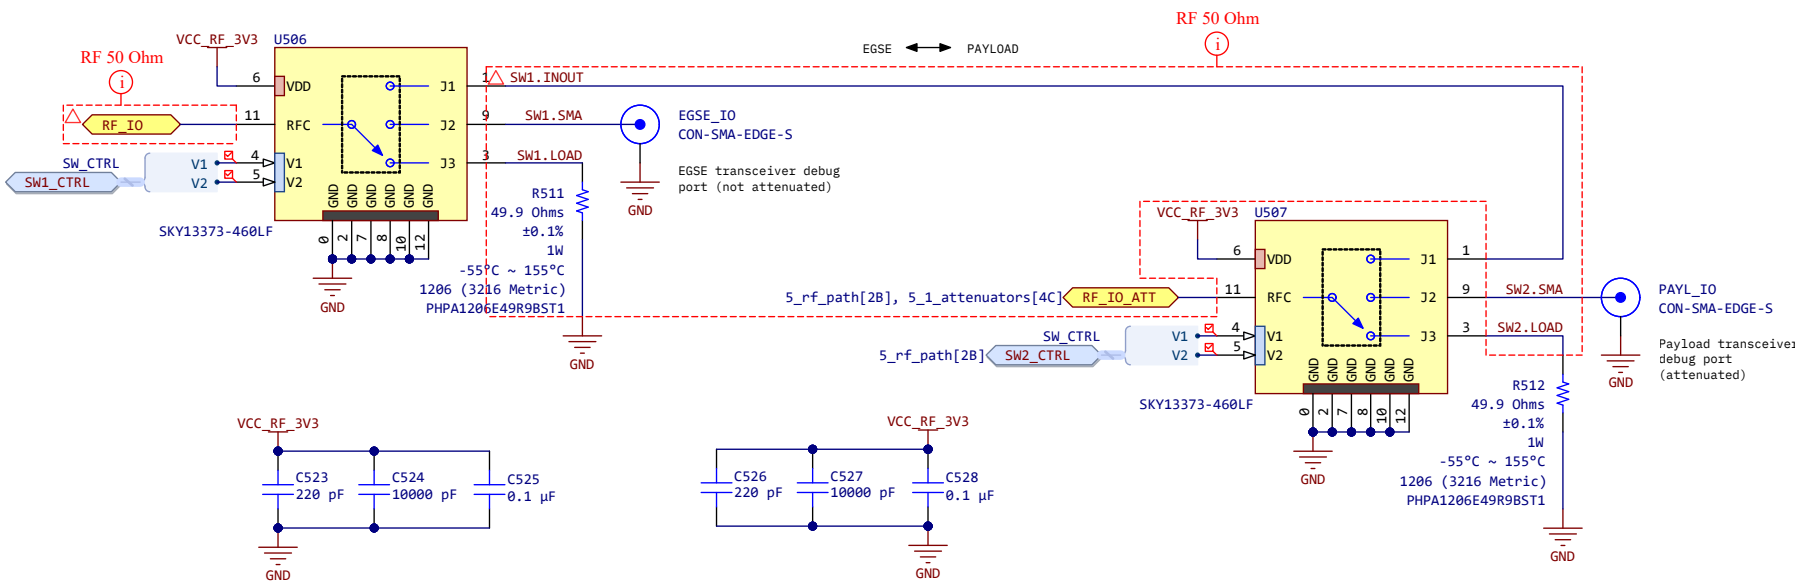 RF 50 Ohm
i
EGSE
PAYLOAD
VCC_RF_3V3
U506
RF 50 Ohm
i
6
VDD
J1
1
SW1.INOUT
RF_IO
11
RFC
J2
9
SW1.SMA
EGSE_IO
CON-SMA-EDGE-S
SW_CTRL
V1
4
V1
J3
3
SW1.LOAD
SW1_CTRL
V2
5
V2
EGSE transceiver debug
port (not attenuated)
GND
GND
GND
GND
GND
GND
0
2
7
8
10
12
SKY13373-460LF
GND
R511
49.9 Ohms
±0.1%
1W
-55°C ~ 155°C
1206 (3216 Metric)
PHPA1206E49R9BST1
GND
GND
VCC_RF_3V3
U507
6
VDD
J1
1
5_rf_path[2B], 5_1_attenuators[4C]
RF_IO_ATT
11
RFC
J2
9
SW2.SMA
PAYL_IO
CON-SMA-EDGE-S
SW_CTRL
V1
4
V1
J3
3
SW2.LOAD
5_rf_path[2B]
SW2_CTRL
V2
5
V2
Payload transceiver
debug port
(attenuated)
GND
GND
GND
GND
GND
GND
0
2
7
8
10
12
SKY13373-460LF
GND
R512
49.9 Ohms
±0.1%
1W
-55°C ~ 155°C
1206 (3216 Metric)
PHPA1206E49R9BST1
GND
GND
VCC_RF_3V3
C523
220 pF
C524
10000 pF
C525
0.1 µF
GND
VCC_RF_3V3
C526
220 pF
C527
10000 pF
C528
0.1 µF
GND